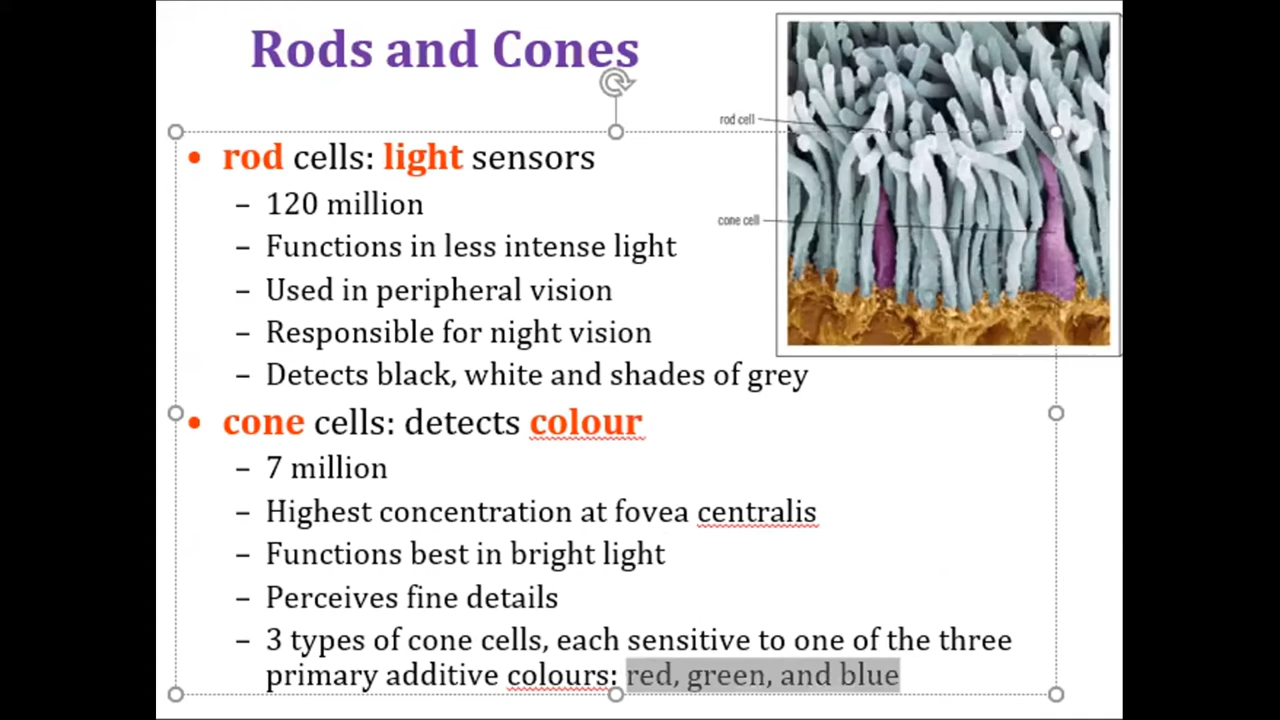 Rods and Cones
rod cell
cone cell
• rod cells: light sensors
– 120 million
– Functions in less intense light
– Used in peripheral vision
– Responsible for night vision
– Detects black, white and shades of grey
• cone cells: detects colour
– 7 million
– Highest concentration at fovea centralis
– Functions best in bright light
– Perceives fine details
– 3 types of cone cells, each sensitive to one of the three
primary additive colours: red, green, and blue